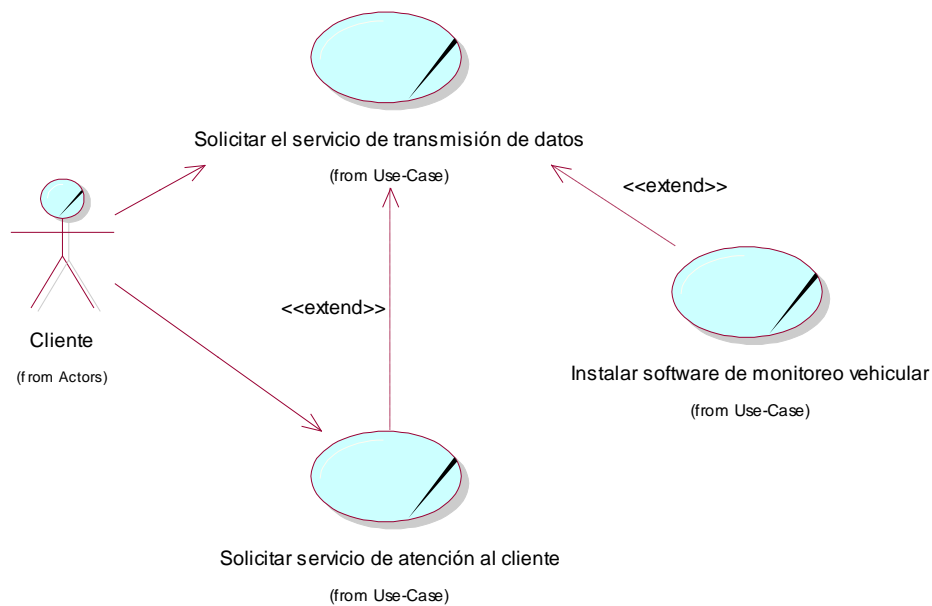 Solicitar el servicio de transmisión de datos
(from Use-Case)
<<extend>>
<<extend>>
Cliente
(from Actors)
Instalar software de monitoreo vehicular
(from Use-Case)
Solicitar servicio de atención al cliente
(from Use-Case)